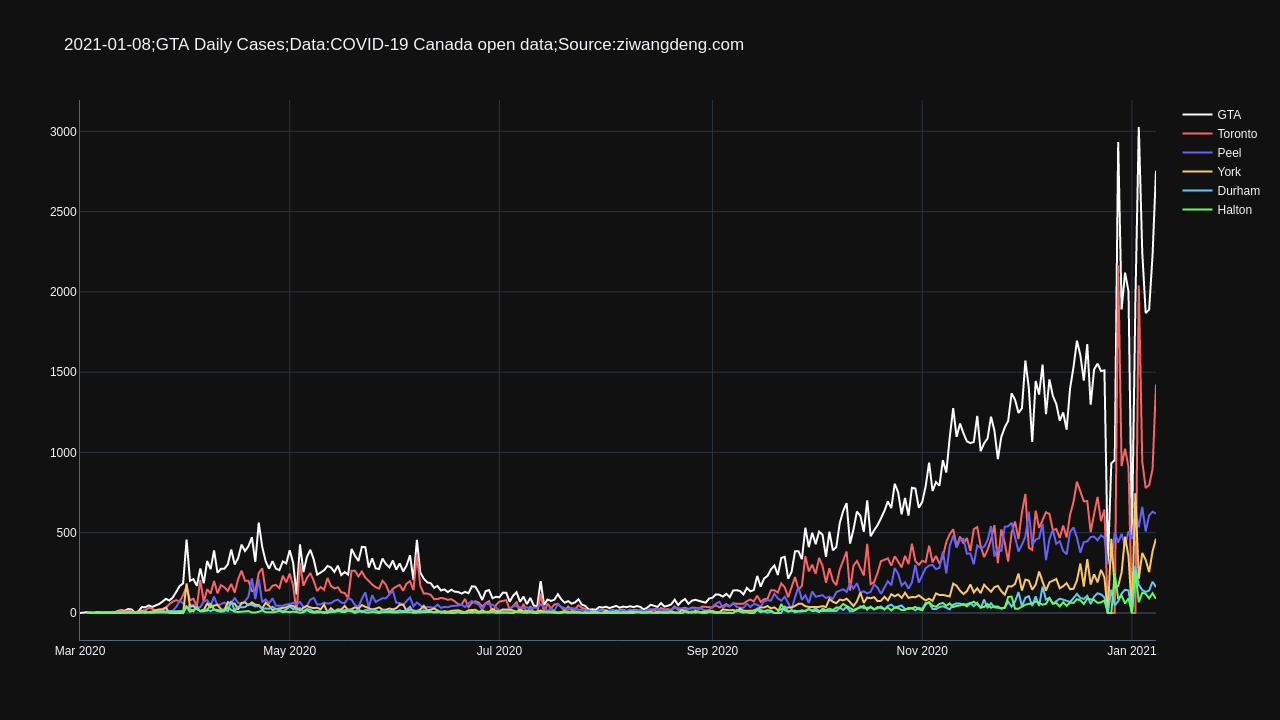 2021-01-08;GTA Daily Cases;Data:COVID-19 Canada open data;Source:ziwangdeng.com
GTA
Toronto
Peel
York
Durham
Halton
3000
2500
2000
1500
1000
500
0
Mar 2020 May 2020 Jul 2020 Sep 2020 Nov 2020 Jan 2021